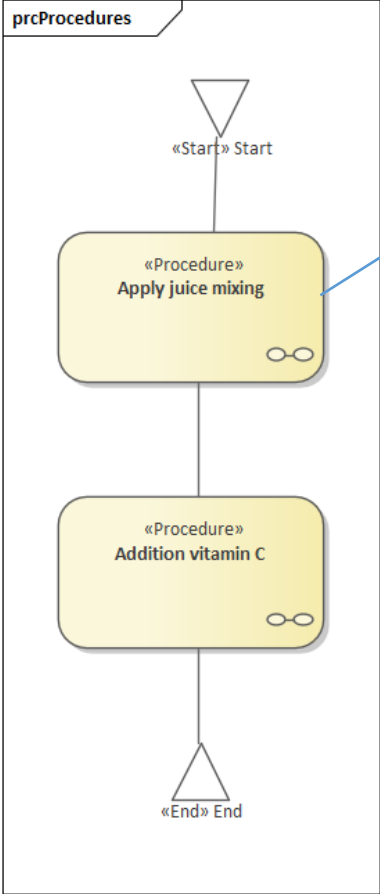 prcProcedures
«Start» Start
«Procedure»
Apply juice mixing
«Procedure»
Addition vitamin C
«End» End